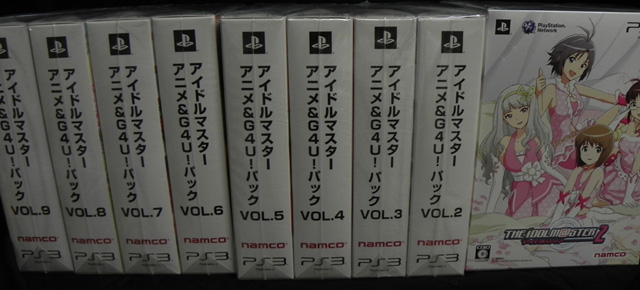 アイドルマスター
アニメ&G4U!パック
VOL.9
namco
PS3
アイドルマスター
アニメ&G4U!パック
VOL.8
namco
PS3
アイドルマスター
アニメ&G4U!パック
VOL.7
namco
PS3
アイドルマスター
アニメ&G4U!パック
VOL.6
namco
PS3
アイドルマスター
アニメ&G4U!パック
VOL.5
namco
PS3
アイドルマスター
アニメ&G4U!パック
VOL.4
namco
PS3
アイドルマスター
アニメ&G4U!パック
VOL.3
namco
PS3
アイドルマスター
アニメ&G4U!パック
VOL.2
namco
PS3
PlayStation
Network
THE IDOLM@STER 2
namco